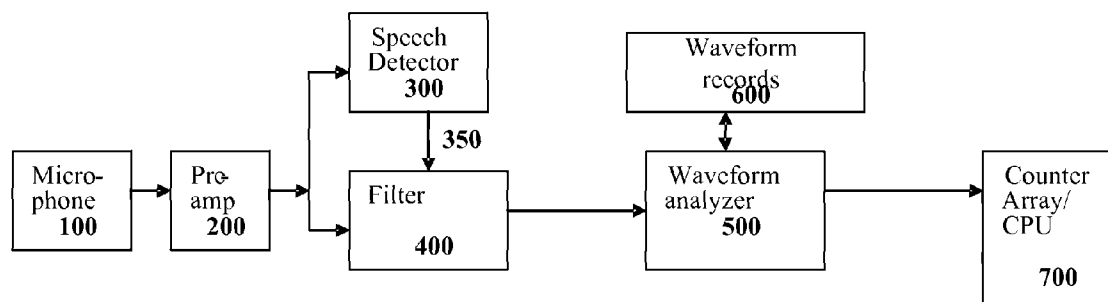 Speech
Detector
300
Waveform
records
600
350
Micro-
phone
100
Pre-
amp
200
Filter
400
Waveform
analyzer
500
Counter
Array/
CPU
700